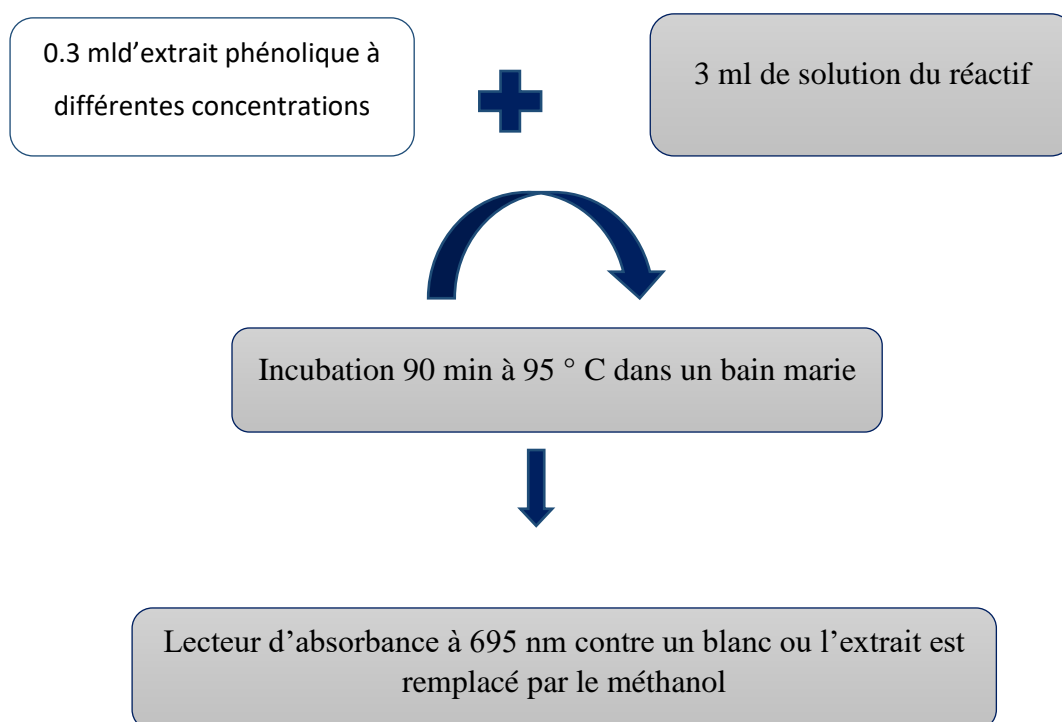 0.3 mld’extrait phénolique à
différentes concentrations
3 ml de solution du réactif
Incubation 90 min à 95 ° C dans un bain marie
Lecteur d’absorbance à 695 nm contre un blanc ou l’extrait est
remplacé par le méthanol